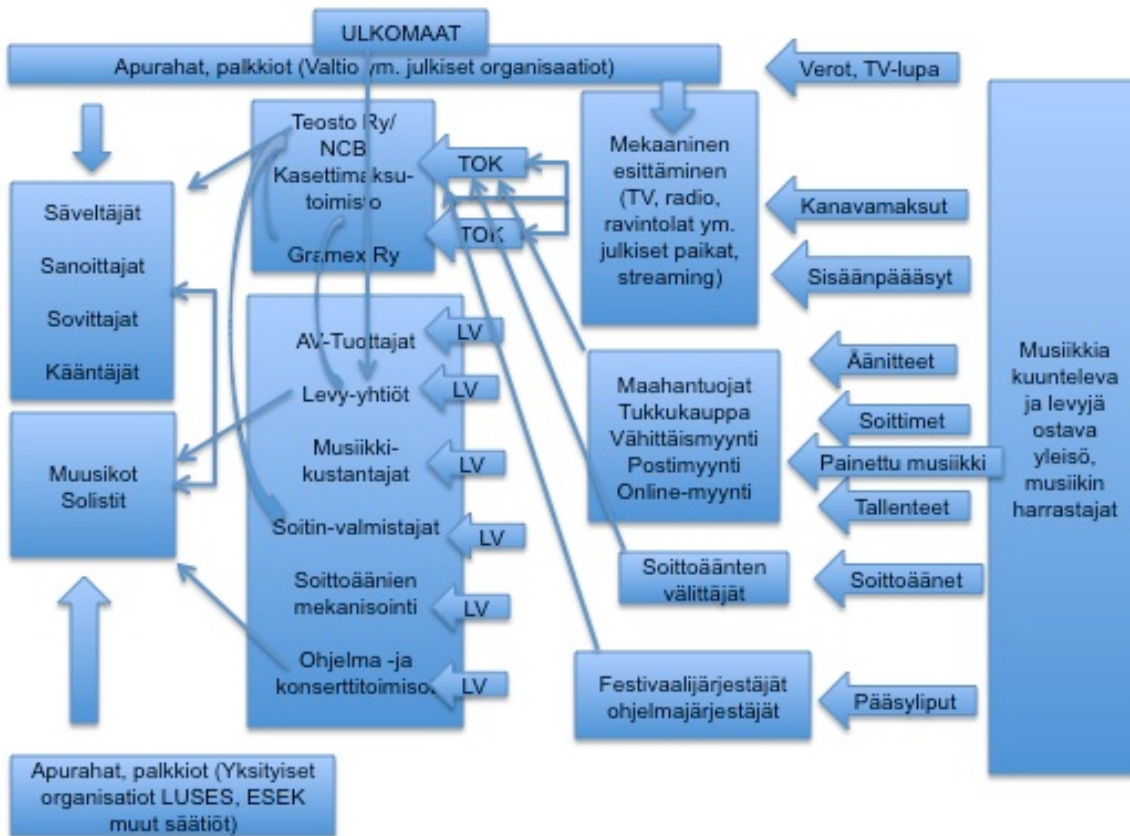 ULKOMAAT
Apurahat, palkkiot (Valtio ym. julkiset organisaatiot)
Verot, TV-lupa
Teosto Ry/
NCB
Kasettimaksu-
toimisto
Gramex Ry
TOK
TOK
Mekaaninen
esittäminen
(TV, radio,
ravintolat ym.
julkiset paikat,
streaming)
Kanavamaksut
Sisäänpäääsyt
Säveltäjät
Sanoittajat
Sovittajat
Kääntäjät
Muusikot
Solistit
AV-Tuottajat
Levy-yhtiöt
Musiikki-
kustantajat
Soitin-valmistajat
Soittoäänien
mekanisointi
Ohjelma -ja
konserttitoimisot
LV
LV
LV
LV
LV
LV
Maahantuojat
Tukkukauppa
Vähittäismyynti
Postimyynti
Online-myynti
Äänitteet
Soittimet
Painettu musiikki
Tallenteet
Soittoäänten
välittäjät
Soittoäänet
Festivaalijärjestäjät
ohjelmajärjestäjät
Pääsyliput
Musiikkia
kuunteleva
ja levyjä
ostava
yleisö,
musiikin
harrastajat
Apurahat, palkkiot (Yksityiset
organisatiot LUSES, ESEK
muut säätiöt)